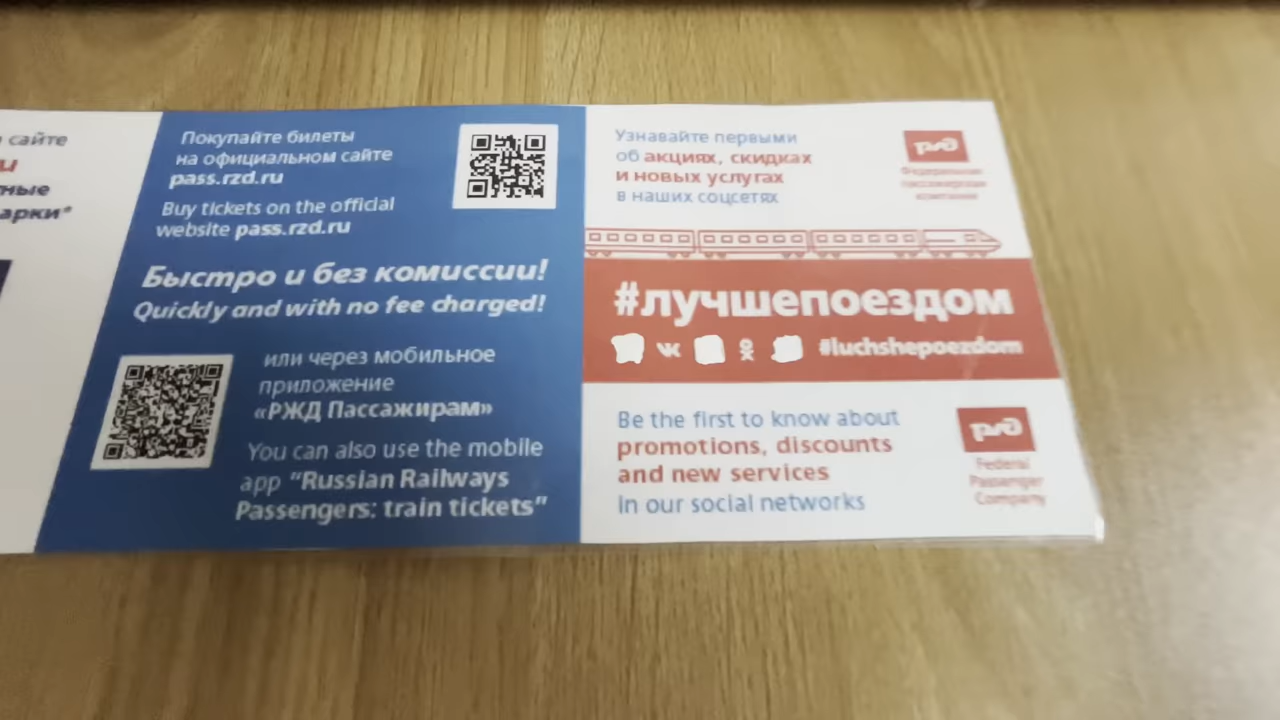 сайте
u
ные
арки*
Покупайте билеты
на официальном сайте
pass.rzd.ru
Buy tickets on the official
website pass.rzd.ru
Быстро и без комиссии!
Quickly and with no fee charged!
или через мобильное
приложение
«РЖД Пассажирам»
You can also use the mobile
app "Russian Railways
Passengers: train tickets"
Узнавайте первыми
об акциях, скидках
и новых услугах
в наших соцсетях
ржд
Федеральная
пассажирская
компания
#лучшепоездом
#luchshepoezdom
Be the first to know about
promotions, discounts
and new services
in our social networks
ржд
Federal
Passenger
Company